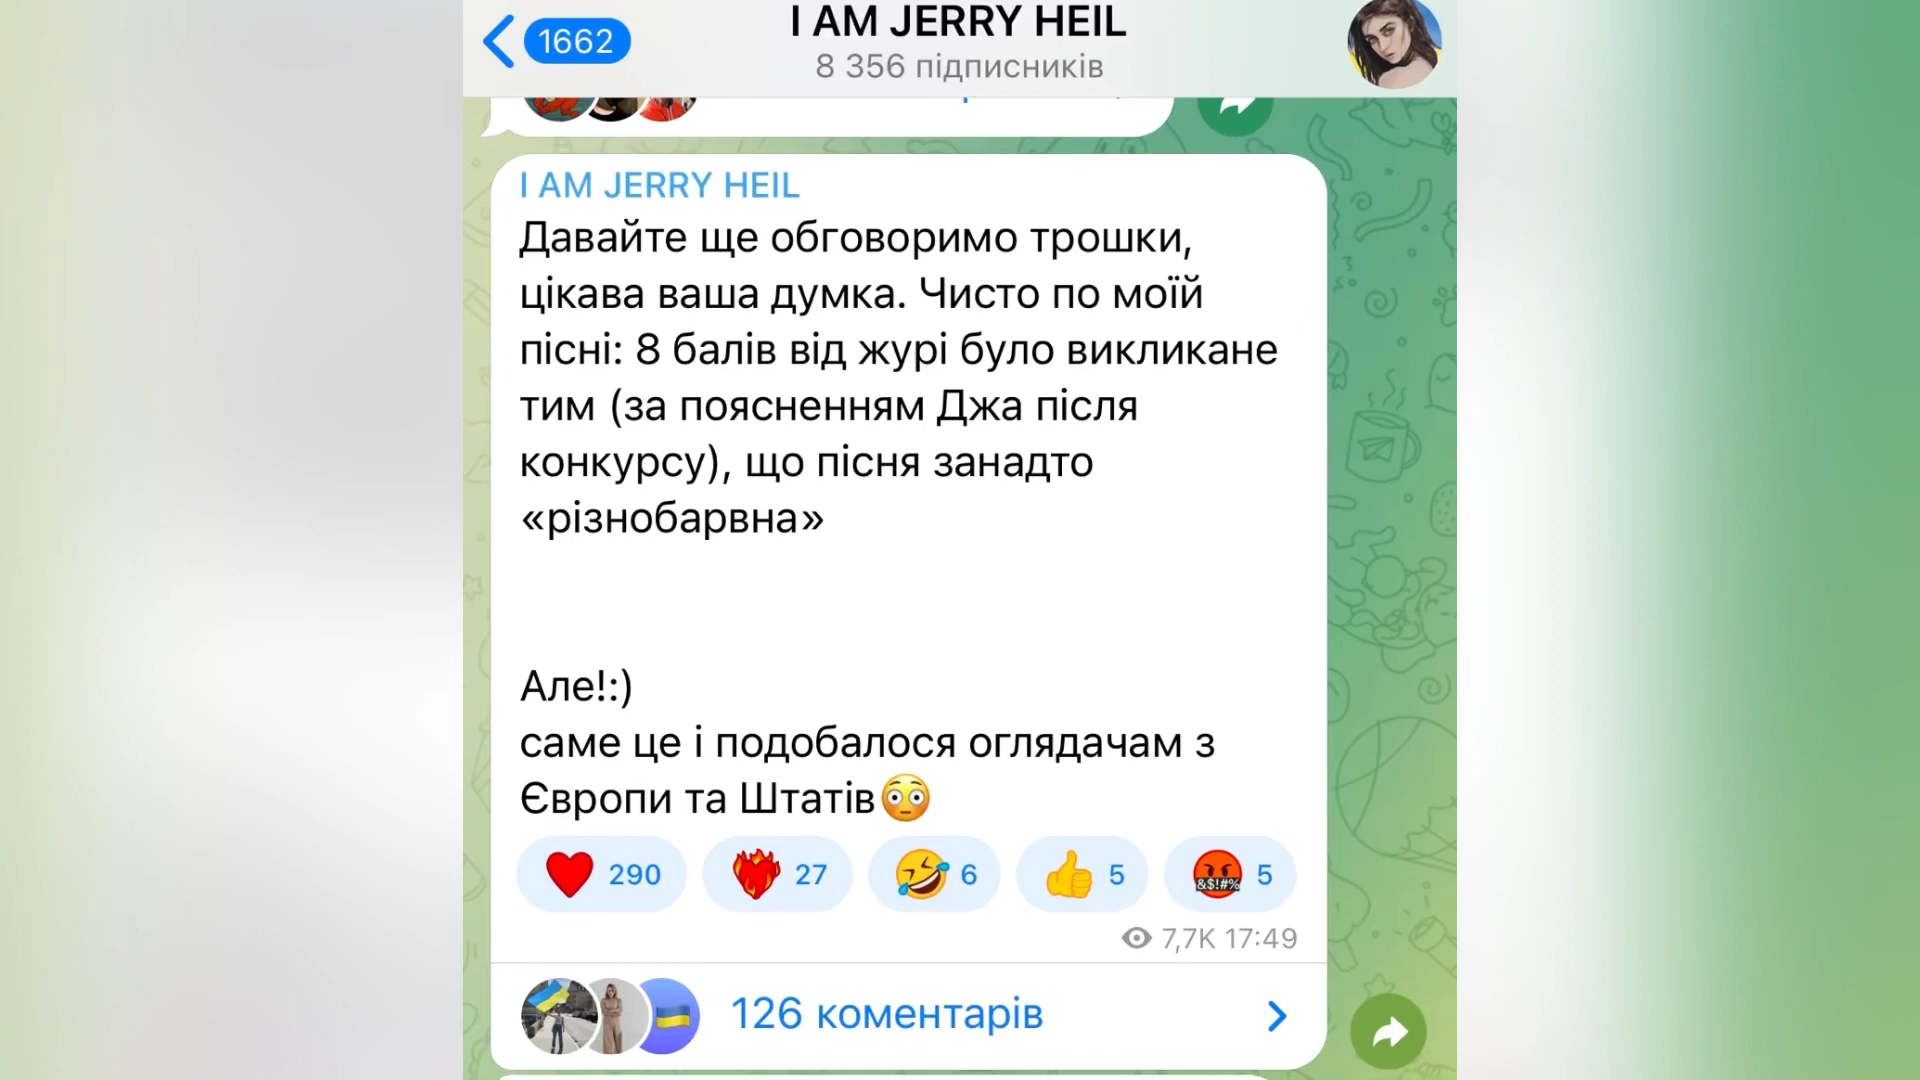 1662
I AM JERRY HEIL
8 356 підписників
I AM JERRY HEIL
Давайте ще обговоримо трошки,
цікава ваша думка. Чисто по моїй
пісні: 8 балів від журі було викликане
тим (за поясненням Джа після
конкурсу), що пісня занадто
«різнобарвна»
Але!:)
саме це і подобалося оглядачам з
Європи та Штатів😳
❤️ 290 ❤️‍🔥 27 🤣 6 👍 5 🤬 5
7,7K 17:49
126 коментарів